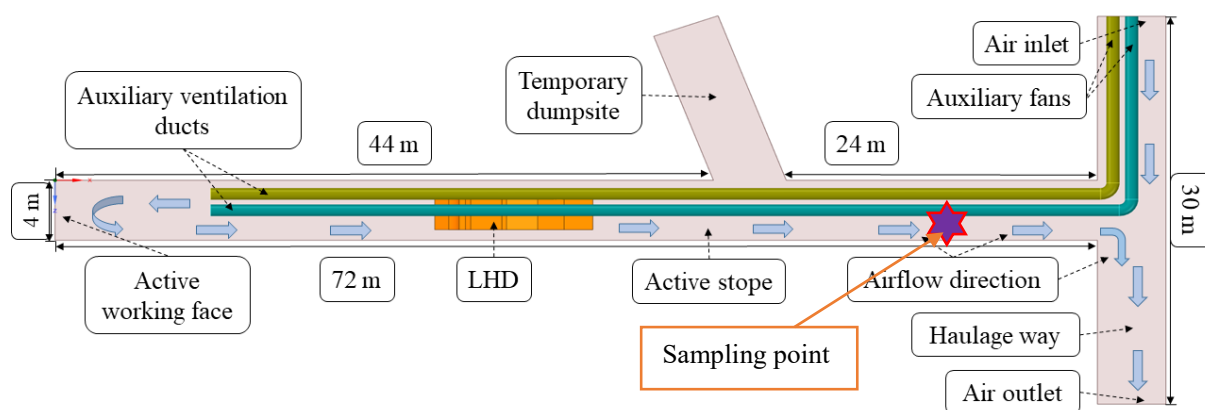 Air inlet
Temporary
dumpsite
Auxiliary ventilation
ducts
Auxiliary fans
44 m
24 m
4 m
30 m
x
z
Active
working face
72 m
LHD
Active stope
Airflow direction
Haulage way
Sampling point
Air outlet